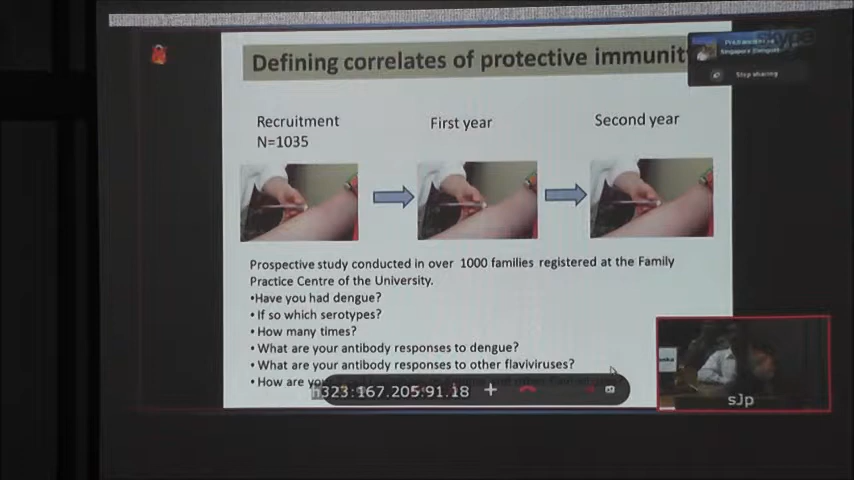 Defining correlates of protective immunit
skype
Stop sharing
Recruitment
N=1035
First year
Second year
Prospective study conducted in over 1000 families registered at the Family
Practice Centre of the University.
•Have you had dengue?
• If so which serotypes?
• How many times?
• What are your antibody responses to dengue?
• What are your antibody responses to other flaviviruses?
• How are
h323:167.205.91.18
sJp